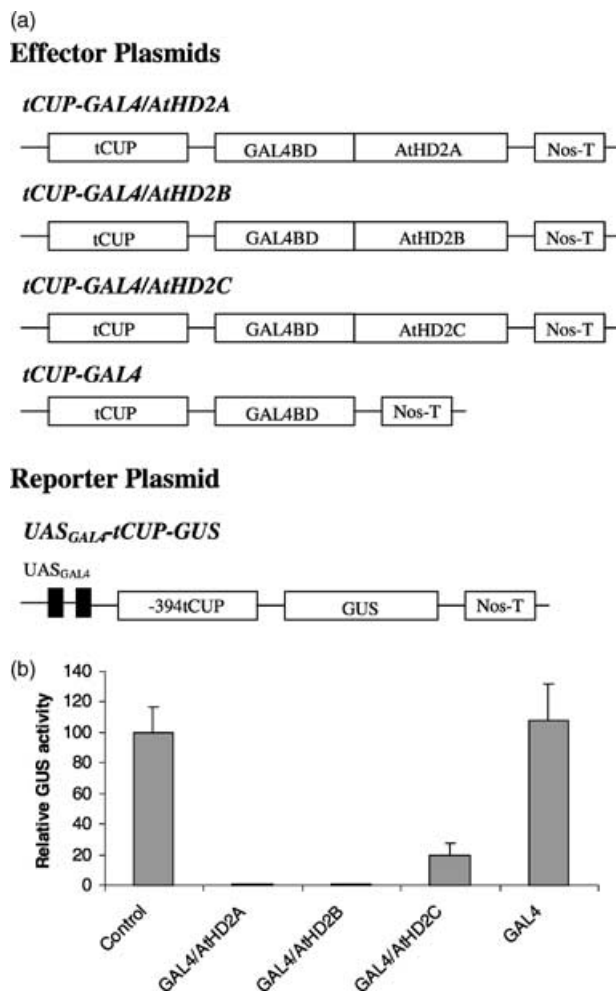 (a)
Effector Plasmids
tCUP-GAL4/AtHD2A
tCUP GAL4BD AtHD2A Nos-T
tCUP-GAL4/AtHD2B
tCUP GAL4BD AtHD2B Nos-T
tCUP-GAL4/AtHD2C
tCUP GAL4BD AtHD2C Nos-T
tCUP-GAL4
tCUP GAL4BD Nos-T
Reporter Plasmid
UASGAL4-tCUP-GUS
UASGAL4
-394tCUP GUS Nos-T
(b)
Relative GUS activity
140
120
100
80
60
40
20
0
Control
GAL4/AtHD2A
GAL4/AtHD2B
GAL4/AtHD2C
GAL4